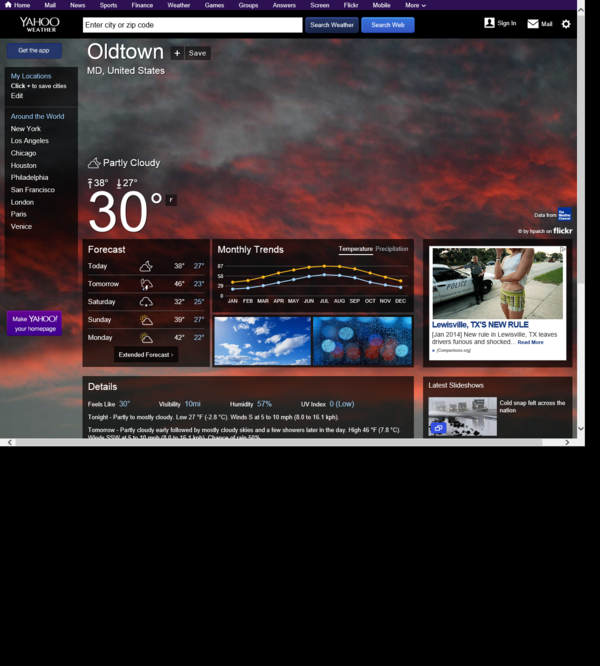 Home Mail News Sports Finance Weather Games Groups Answers Screen Flickr Mobile More
YAHOO WEATHER
Enter city or zip code
Search Weather
Search Web
Sign In
Mail
Get the app
Oldtown
+ Save
MD, United States
My Locations
Click + to save cities
Edit
Around the World
New York
Los Angeles
Chicago
Houston
Philadelphia
San Francisco
London
Paris
Venice
Make YAHOO!
your homepage
Partly Cloudy
38° 27°
30° F
Data from The Weather Channel
© by hpaich on flickr
Forecast
Today 38° 27°
Tomorrow 46° 23°
Saturday 32° 25°
Sunday 39° 27°
Monday 42° 22°
Extended Forecast ›
Monthly Trends
Temperature Precipitation
87
58
29
0
JAN FEB MAR APR MAY JUN JUL AUG SEP OCT NOV DEC
POLICE
LEWISVILLE, TX'S NEW RULE
[Jan 2014] New rule in Lewisville, TX leaves
drivers furious and shocked... Read More
(Comparisons.org)
Details
Feels Like 30° Visibility 10mi Humidity 57% UV Index 0 (Low)
Tonight - Partly to mostly cloudy. Low 27 °F (-2.8 °C). Winds S at 5 to 10 mph (8.0 to 16.1 kph).
Tomorrow - Partly cloudy early followed by mostly cloudy skies and a few showers later in the day. High 46 °F (7.8 °C).
Winds SSW at 5 to 10 mph (8.0 to 16.1 kph). Chance of rain 50%.
Latest Slideshows
Cold snap felt across the
nation